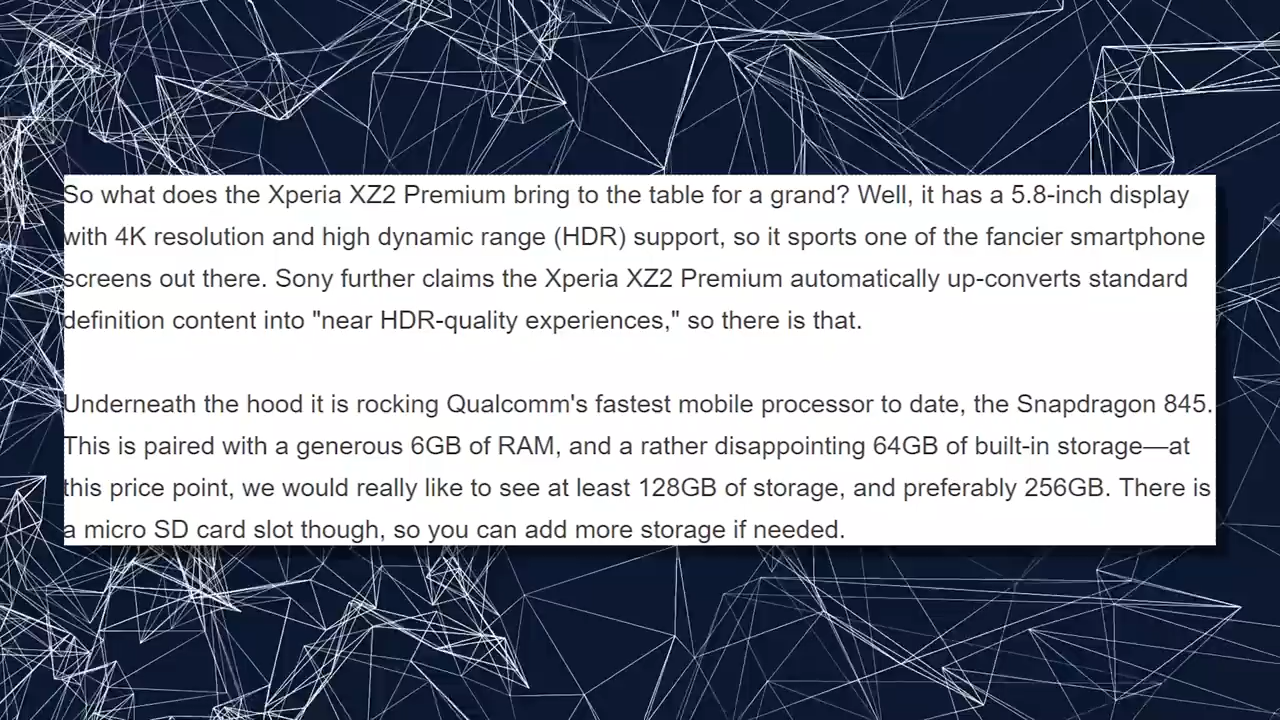 So what does the Xperia XZ2 Premium bring to the table for a grand? Well, it has a 5.8-inch display
with 4K resolution and high dynamic range (HDR) support, so it sports one of the fancier smartphone
screens out there. Sony further claims the Xperia XZ2 Premium automatically up-converts standard
definition content into "near HDR-quality experiences," so there is that.
Underneath the hood it is rocking Qualcomm's fastest mobile processor to date, the Snapdragon 845.
This is paired with a generous 6GB of RAM, and a rather disappointing 64GB of built-in storage—at
this price point, we would really like to see at least 128GB of storage, and preferably 256GB. There is
a micro SD card slot though, so you can add more storage if needed.